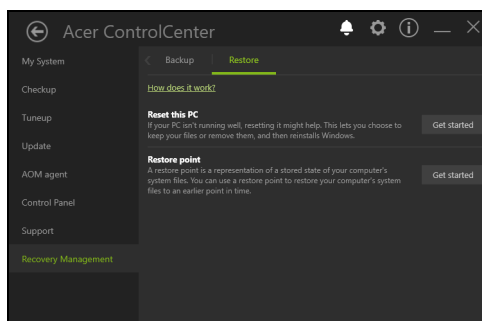 Acer ControlCenter
My System
Checkup
Tuneup
Update
AOM agent
Control Panel
Support
Recovery Management
Backup
Restore
How does it work?
Reset this PC
If your PC isn't running well, resetting it might help. This lets you choose to
keep your files or remove them, and then reinstalls Windows.
Get started
Restore point
A restore point is a representation of a stored state of your computer's
system files. You can use a restore point to restore your computer's system
files to an earlier point in time.
Get started